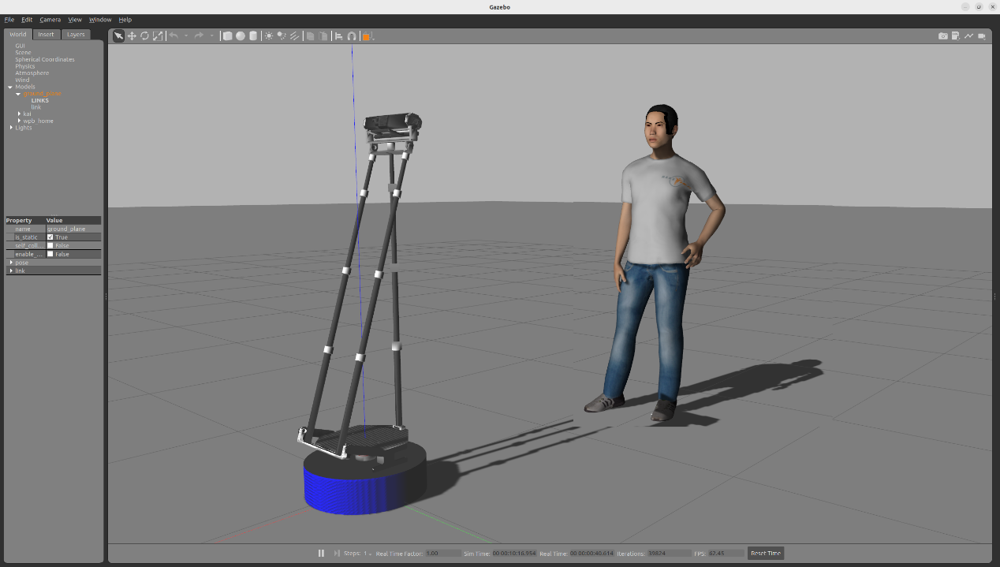 Gazebo
File Edit Camera View Window Help
World Insert Layers
GUI
Scene
Spherical Coordinates
Physics
Atmosphere
Wind
Models
ground_plane
LINKS
link
kai
wpb_home
Lights
Property Value
name ground_plane
is_static True
self_coll... False
enable_... False
pose
link
Steps: 1 Real Time Factor: 1.00 Sim Time: 00 00:10:16.954 Real Time: 00 00:00:40.614 Iterations: 39824 FPS: 62.45 Reset Time